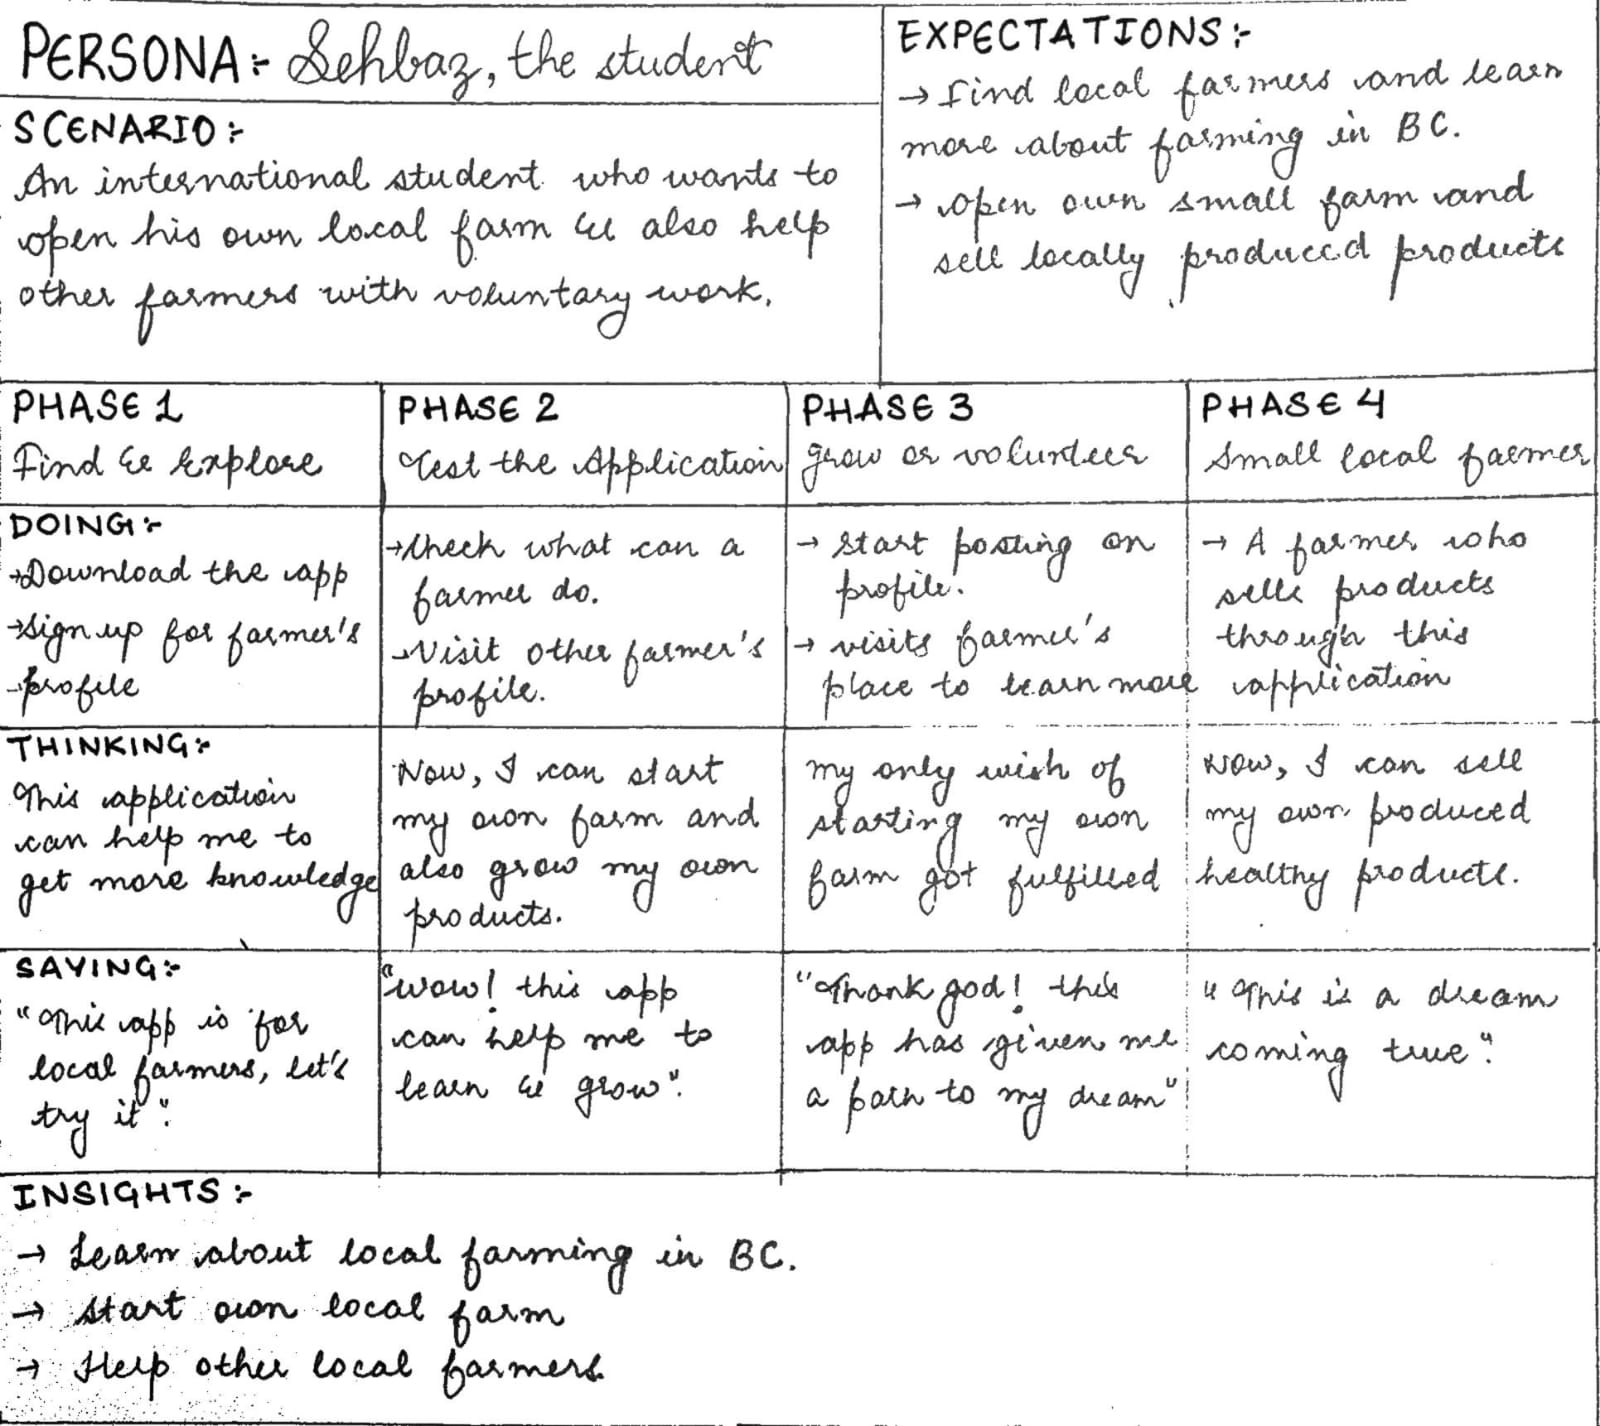 PERSONA:- Sehbaz, the student
SCENARIO:-
An international student who wants to
open his own local farm & also help
other farmers with voluntary work.
EXPECTATIONS:-
→ Find local farmers and learn
more about farming in BC.
→ open own small farm and
sell locally produced products
PHASE 1
Find & Explore
PHASE 2
Test the Application
PHASE 3
grow or volunteer
PHASE 4
Small local farmer
DOING:-
→Download the app
→Sign up for farmer's
→profile
→Check what can a
farmer do.
→Visit other farmer's
profile.
→ Start posting on
profile.
→ visits farmer's
place to learn more
→ A farmer who
sells products
through this
application
THINKING:-
This application
can help me to
get more knowledge
Now, I can start
my own farm and
also grow my own
products.
my only wish of
starting my own
farm got fulfilled
Now, I can sell
my own produced
healthy products.
SAYING:-
"This app is for
local farmers, let's
try it".
"Wow! this app
can help me to
learn & grow".
"Thank god! this
app has given me
a path to my dream"
"This is a dream
coming true".
INSIGHTS:-
→ Learn about local farming in BC.
→ Start own local farm
→ Help other local farmers.